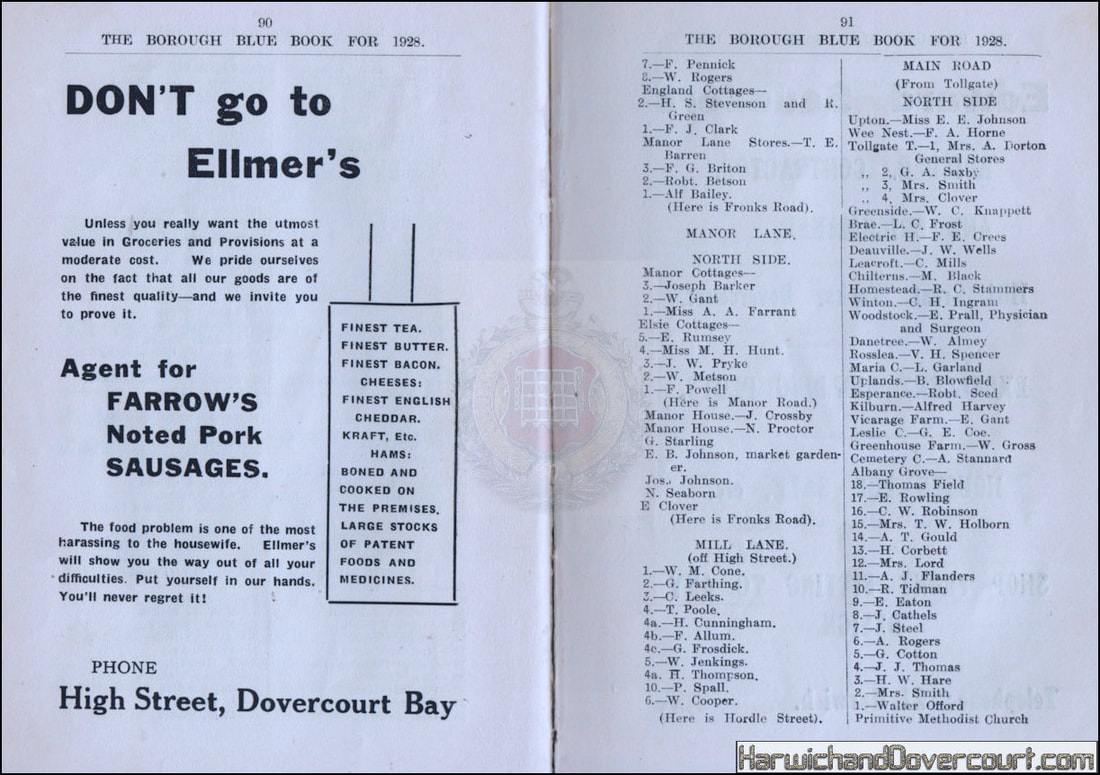 90
THE BOROUGH BLUE BOOK FOR 1928.
DON'T go to
Ellmer's
Unless you really want the utmost
value in Groceries and Provisions at a
moderate cost. We pride ourselves
on the fact that all our goods are of
the finest quality—and we invite you
to prove it.
Agent for
FARROW'S
Noted Pork
SAUSAGES.
The food problem is one of the most
harassing to the housewife. Ellmer's
will show you the way out of all your
difficulties. Put yourself in our hands.
You'll never regret it!
FINEST TEA.
FINEST BUTTER.
FINEST BACON.
CHEESES:
FINEST ENGLISH
CHEDDAR.
KRAFT, Etc.
HAMS:
BONED AND
COOKED ON
THE PREMISES.
LARGE STOCKS
OF PATENT
FOODS AND
MEDICINES.
PHONE
High Street, Dovercourt Bay
91
THE BOROUGH BLUE BOOK FOR 1928.
7.—F. Pennick
8.—W. Rogers
England Cottages—
2.—H. S. Stevenson and R.
Green
1.—F. J. Clark
Manor Lane Stores.—T. E.
Barren
3.—F. G. Briton
2.—Robt. Betson
1.—Alf Bailey.
(Here is Fronks Road).
MANOR LANE.
NORTH SIDE.
Manor Cottages—
3.—Joseph Barker
2.—W. Gant
1.—Miss A. A. Farrant
Elsie Cottages—
5.—E. Rumsey
4.—Miss M. H. Hunt.
3.—J. W. Pryke
2.—W. Metson
1.—F. Powell
(Here is Manor Road.)
Manor House.—J. Crossby
Manor House.—N. Proctor
G. Starling
E. B. Johnson, market garden-
er.
Jos. Johnson.
N. Seaborn
E Clover
(Here is Fronks Road).
MILL LANE.
(off High Street.)
1.—W. M. Cone.
2.—G. Farthing.
3.—C. Leeks.
4.—T. Poole.
4a.—H. Cunningham.
4b.—F. Allum.
4c.—G. Frosdick.
5.—W. Jenkings.
4a. H. Thompson.
10.—P. Spall.
6.—W. Cooper.
(Here is Hordle Street).
MAIN ROAD
(From Tollgate)
NORTH SIDE
Upton.—Miss E. E. Johnson
Wee Nest.—F. A. Horne
Tollgate T.—1, Mrs. A. Dorton
General Stores
„ 2, G. A. Saxby
„ 3, Mrs. Smith
„ 4, Mrs. Clover
Greenside.—W. C. Knappett
Brae.—L. C. Frost
Electric H.—F. E. Crees
Deauville.—J. W. Wells
Leacroft.—C. Mills
Chilterns.—M. Black
Homestead.—R. C. Stammers
Winton.—C. H. Ingram
Woodstock.—E. Prall, Physician
and Surgeon
Danetree.—W. Almey
Rosslea.—V. H. Spencer
Maria C.—L. Garland
Uplands.—B. Blowfield
Esperance.—Robt. Sced
Kilburn.—Alfred Harvey
Vicarage Farm.—E. Gant
Leslie C.—G. E. Coe.
Greenhouse Farm.—W. Gross
Cemetery C.—A. Stannard
Albany Grove—
18.—Thomas Field
17.—E. Rowling
16.—C. W. Robinson
15.—Mrs. T. W. Holborn
14.—A. T. Gould
13.—H. Corbett
12.—Mrs. Lord
11.—A. J. Flanders
10.—R. Tidman
9.—E. Eaton
8.—J. Cathels
7.—J. Steel
6.—A. Rogers
5.—G. Cotton
4.—J. J. Thomas
3.—H. W. Hare
2.—Mrs. Smith
1.—Walter Offord
Primitive Methodist Church
HarwichandDovercourt.com